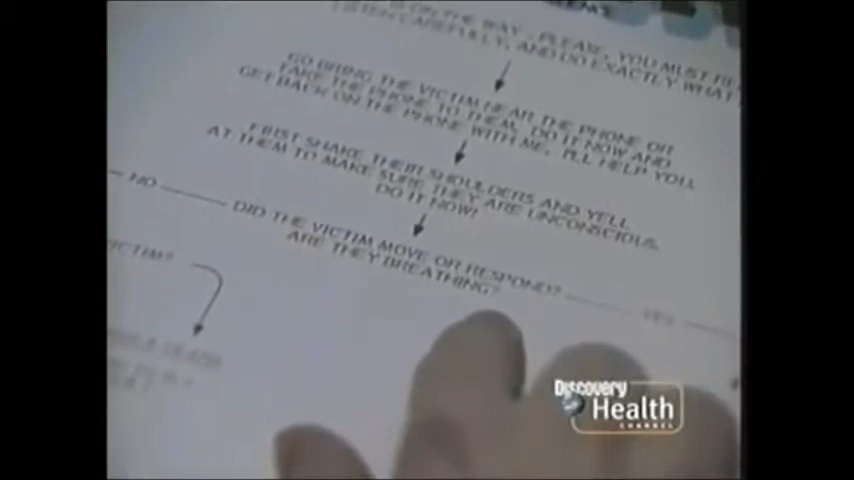 IS ON THE WAY. PLEASE, YOU MUST
LISTEN CAREFULLY, AND DO EXACTLY WHAT
GO BRING THE VICTIM NEAR THE PHONE OR
TAKE THE PHONE TO THEM. DO IT NOW AND
GET BACK ON THE PHONE WITH ME. I'LL HELP YOU.
FIRST SHAKE THEIR SHOULDERS AND YELL
AT THEM TO MAKE SURE THEY ARE UNCONSCIOUS.
DO IT NOW!
NO
DID THE VICTIM MOVE OR RESPOND?
ARE THEY BREATHING?
YES
VICTIM?
Discovery
Health
CHANNEL